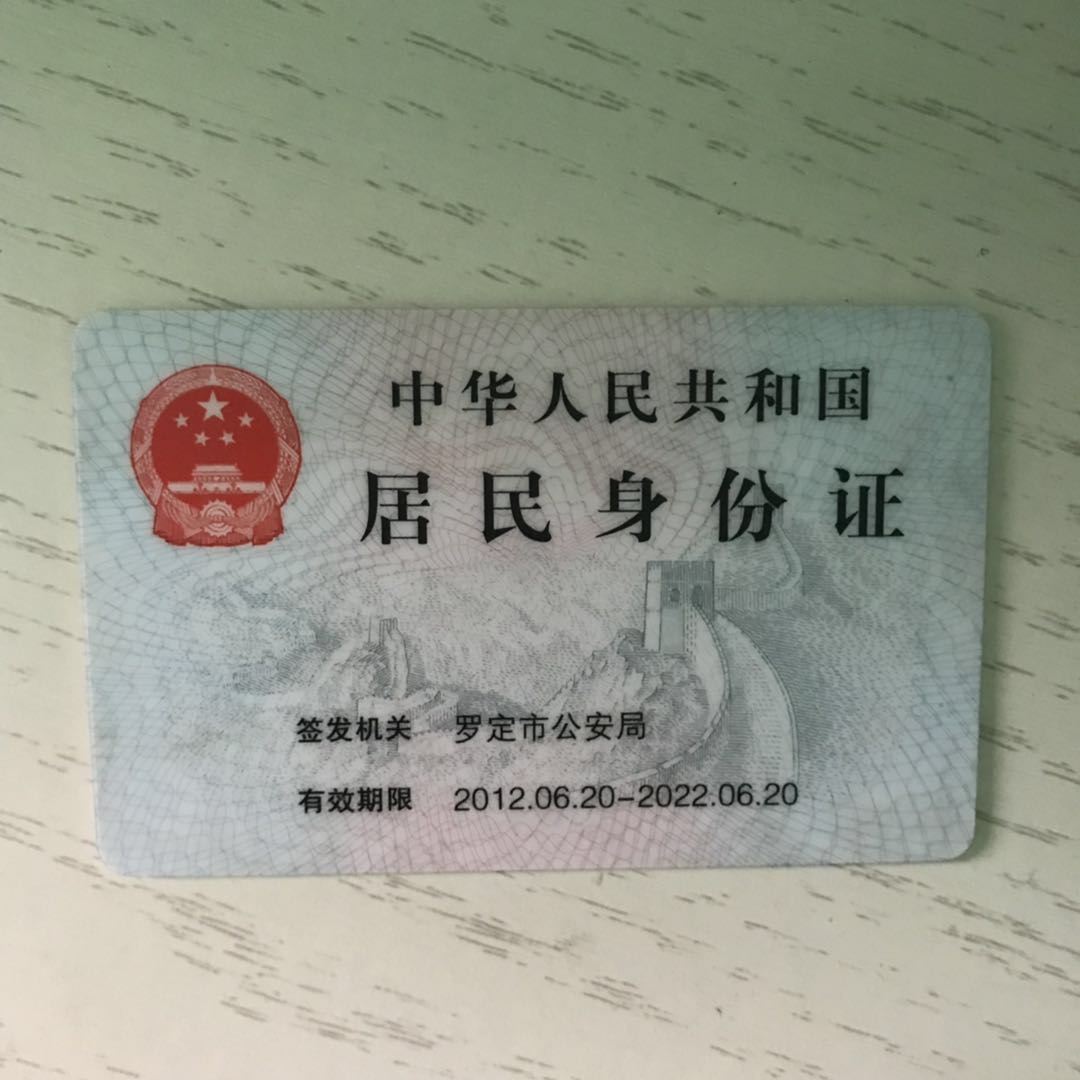 中华人民共和国
居民身份证
签发机关 罗定市公安局
有效期限 2012.06.20-2022.06.20